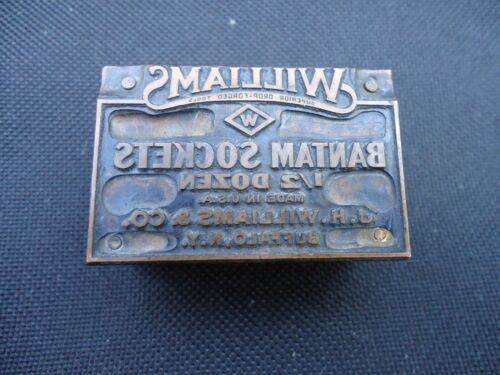 WILLIAMS
SUPERIOR DROP-FORGED TOOLS
W
BANTAM SOCKETS
1/2 DOZEN
MADE IN U.S.A.
J.H. WILLIAMS & CO.
BUFFALO, N.Y.